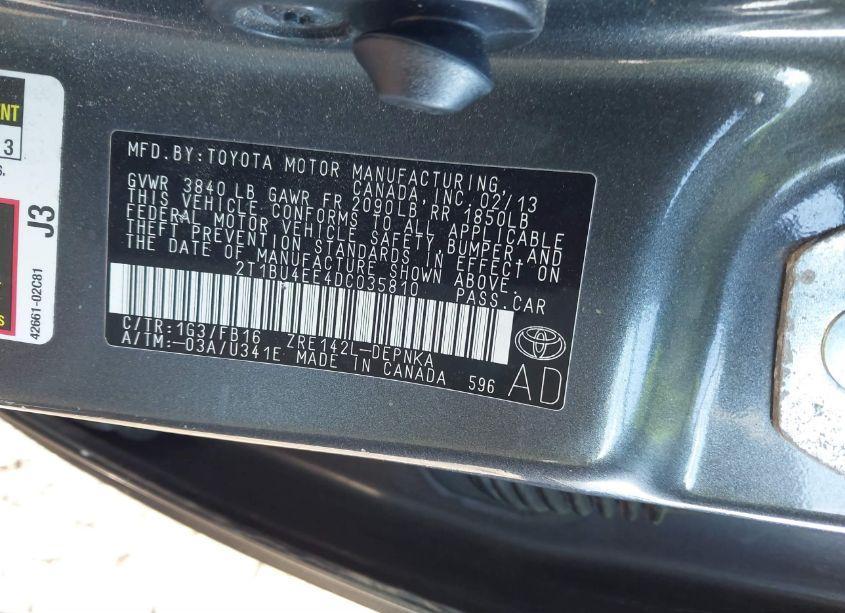 ENT
13
S.
J3
S
42661-02C81
MFD.BY:TOYOTA MOTOR MANUFACTURING,
CANADA, INC.02/13
GVWR 3840LB GAWR FR 2090LB RR 1850LB
THIS VEHICLE CONFORMS TO ALL APPLICABLE
FEDERAL MOTOR VEHICLE SAFETY BUMPER,AND
THEFT PREVENTION STANDARDS IN EFFECT ON
THE DATE OF MANUFACTURE SHOWN ABOVE.
2T1BU4EE4DC035810 PASS.CAR
C/TR:1G3/FB16 ZRE142L-DEPNKA
A/TM:-03A/U341E MADE IN CANADA 596
AD